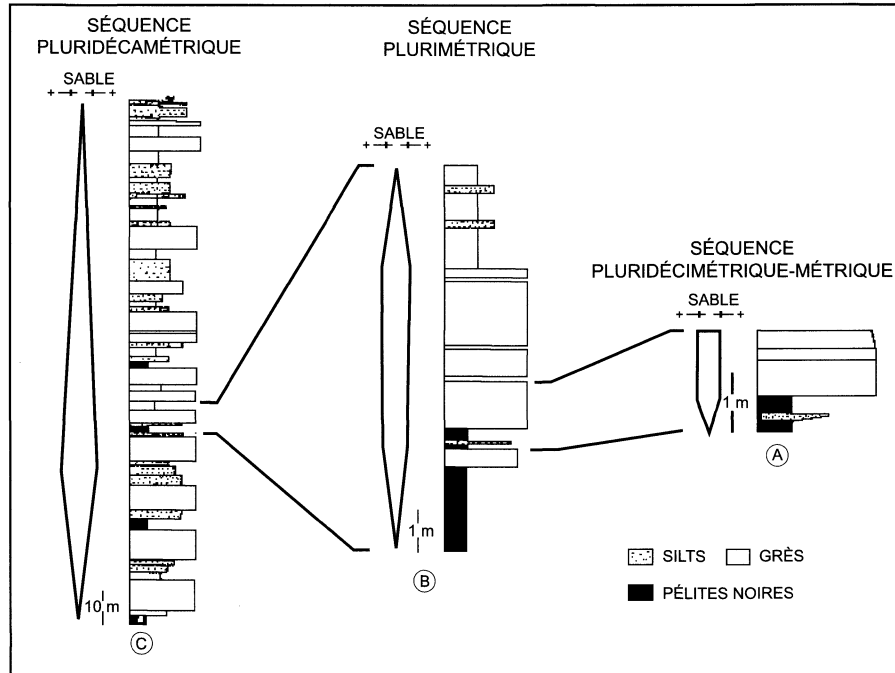 SÉQUENCE
PLURIDÉCAMÉTRIQUE
SABLE
+ - - +
10 m
C
SÉQUENCE
PLURIMÉTRIQUE
SABLE
+ - - +
1 m
B
SÉQUENCE
PLURIDÉCIMÉTRIQUE-MÉTRIQUE
SABLE
+ - - +
1 m
A
SILTS GRÈS
PÉLITES NOIRES